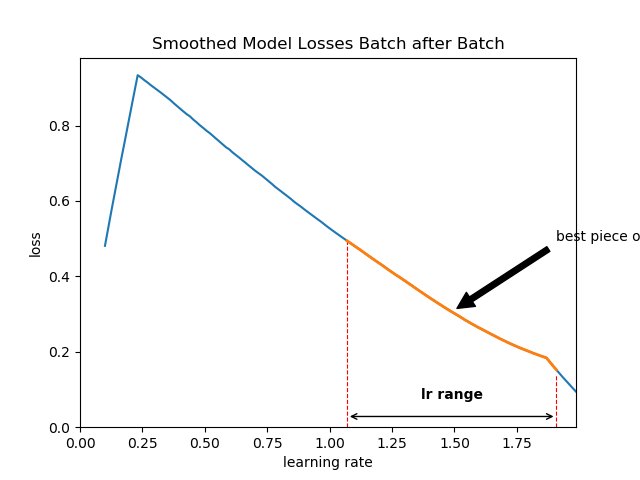 Smoothed Model Losses Batch after Batch
0.8
0.6
0.4
0.2
0.0
loss
best piece o
lr range
0.00 0.25 0.50 0.75 1.00 1.25 1.50 1.75
learning rate